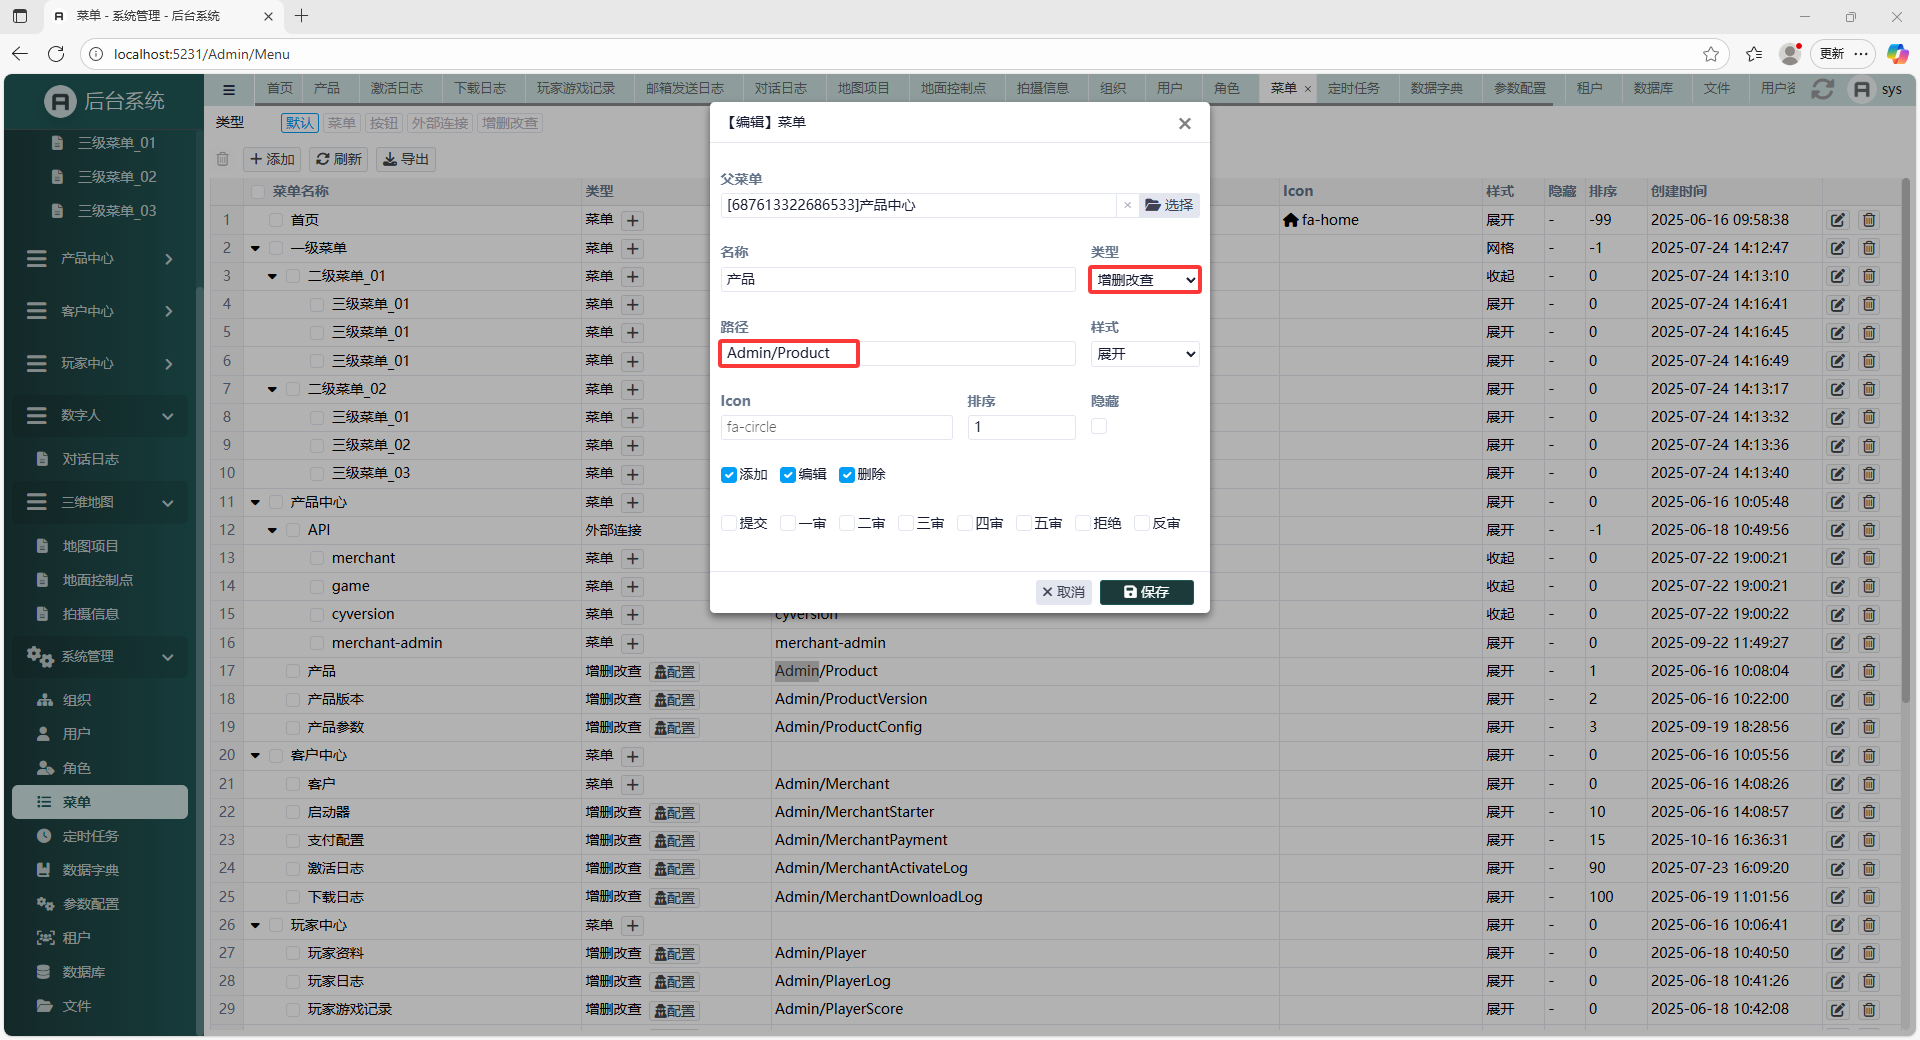 菜单 - 系统管理 - 后台系统
localhost:5231/Admin/Menu
更新
后台系统
首页 产品 激活日志 下载日志 玩家游戏记录 邮箱发送日志 对话日志 地图项目 地面控制点 拍摄信息 组织 用户 角色 菜单 × 定时任务 数据字典 参数配置 租户 数据库 文件 sys
三级菜单_01
三级菜单_02
三级菜单_03
产品中心
客户中心
玩家中心
数字人
对话日志
三维地图
地图项目
地面控制点
拍摄信息
系统管理
组织
用户
角色
菜单
定时任务
数据字典
参数配置
租户
数据库
文件
类型 默认 菜单 按钮 外部连接 增删改查
添加 刷新 导出
菜单名称 类型 Icon 样式 隐藏 排序 创建时间
1 首页 菜单 fa-home 展开 - -99 2025-06-16 09:58:38
2 一级菜单 菜单 网格 - -1 2025-07-24 14:12:47
3 二级菜单_01 菜单 收起 - 0 2025-07-24 14:13:10
4 三级菜单_01 菜单 展开 - 0 2025-07-24 14:16:41
5 三级菜单_01 菜单 展开 - 0 2025-07-24 14:16:45
6 三级菜单_01 菜单 展开 - 0 2025-07-24 14:16:49
7 二级菜单_02 菜单 展开 - 0 2025-07-24 14:13:17
8 三级菜单_01 菜单 展开 - 0 2025-07-24 14:13:32
9 三级菜单_02 菜单 展开 - 0 2025-07-24 14:13:36
10 三级菜单_03 菜单 展开 - 0 2025-07-24 14:13:40
11 产品中心 菜单 展开 - 0 2025-06-16 10:05:48
12 API 外部连接 展开 - -1 2025-06-18 10:49:56
13 merchant 菜单 收起 - 0 2025-07-22 19:00:21
14 game 菜单 收起 - 0 2025-07-22 19:00:21
15 cyversion 菜单 cyversion 收起 - 0 2025-07-22 19:00:22
16 merchant-admin 菜单 merchant-admin 展开 - 0 2025-09-22 11:49:27
17 产品 增删改查 配置 Admin/Product 展开 - 1 2025-06-16 10:08:04
18 产品版本 增删改查 配置 Admin/ProductVersion 展开 - 2 2025-06-16 10:22:00
19 产品参数 增删改查 配置 Admin/ProductConfig 展开 - 3 2025-09-19 18:28:56
20 客户中心 菜单 展开 - 0 2025-06-16 10:05:56
21 客户 菜单 Admin/Merchant 展开 - 0 2025-06-16 14:08:26
22 启动器 增删改查 配置 Admin/MerchantStarter 展开 - 10 2025-06-16 14:08:57
23 支付配置 增删改查 配置 Admin/MerchantPayment 展开 - 15 2025-10-16 16:36:31
24 激活日志 增删改查 配置 Admin/MerchantActivateLog 展开 - 90 2025-07-23 16:09:20
25 下载日志 增删改查 配置 Admin/MerchantDownloadLog 展开 - 100 2025-06-19 11:01:56
26 玩家中心 菜单 展开 - 0 2025-06-16 10:06:41
27 玩家资料 增删改查 配置 Admin/Player 展开 - 0 2025-06-18 10:40:50
28 玩家日志 增删改查 配置 Admin/PlayerLog 展开 - 0 2025-06-18 10:41:26
29 玩家游戏记录 增删改查 配置 Admin/PlayerScore 展开 - 0 2025-06-18 10:42:08
【编辑】菜单
父菜单
[687613322686533]产品中心 × 选择
名称 类型
产品 增删改查
路径 样式
Admin/Product 展开
Icon 排序 隐藏
fa-circle 1
添加 编辑 删除
提交 一审 二审 三审 四审 五审 拒绝 反审
取消 保存